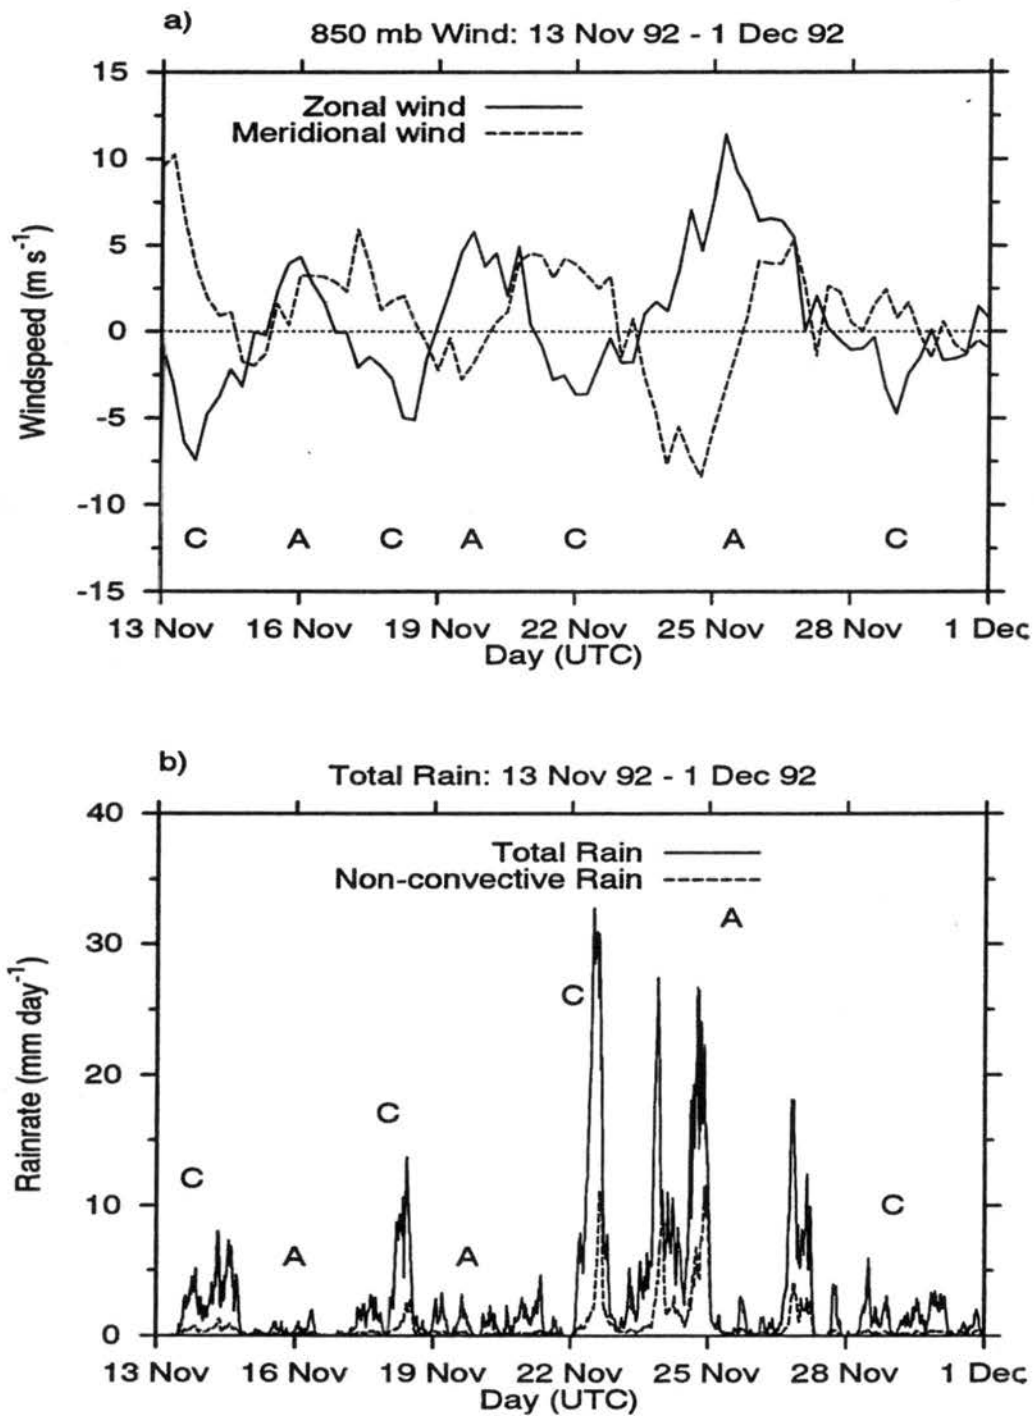 a)
850 mb Wind: 13 Nov 92 - 1 Dec 92
15
10
5
0
-5
-10
-15
Windspeed (m s⁻¹)
Zonal wind
Meridional wind
C A C A C A C
13 Nov 16 Nov 19 Nov 22 Nov 25 Nov 28 Nov 1 Dec
Day (UTC)
b)
Total Rain: 13 Nov 92 - 1 Dec 92
40
30
20
10
0
Rainrate (mm day⁻¹)
Total Rain
Non-convective Rain
A
C
C
C
C
A
A
13 Nov 16 Nov 19 Nov 22 Nov 25 Nov 28 Nov 1 Dec
Day (UTC)